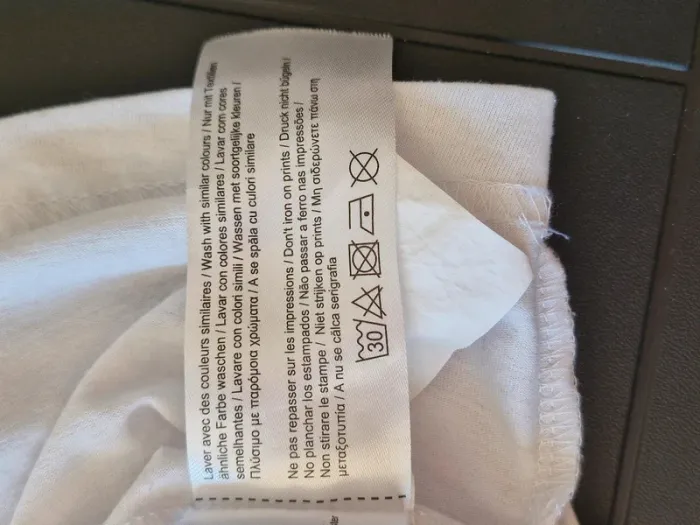 Laver avec des couleurs similaires / Wash with similar colours / Nur mit Textilien
ähnliche Farbe waschen / Lavar con colores similares / Lavar com cores
semelhantes / Lavare con colori simili / Wassen met soortgelijke kleuren /
Πλύσιμο με παρόμοια χρώματα / A se spăla cu culori similare
Ne pas repasser sur les impressions / Don't iron on prints / Druck nicht bügeln /
No planchar los estampados / Não passar a ferro nas impressões /
Non stirare le stampe / Niet strijken op prints / Μη σιδερώνετε πάνω στη
μεταξοτυπία / A nu se călca serigrafia
30